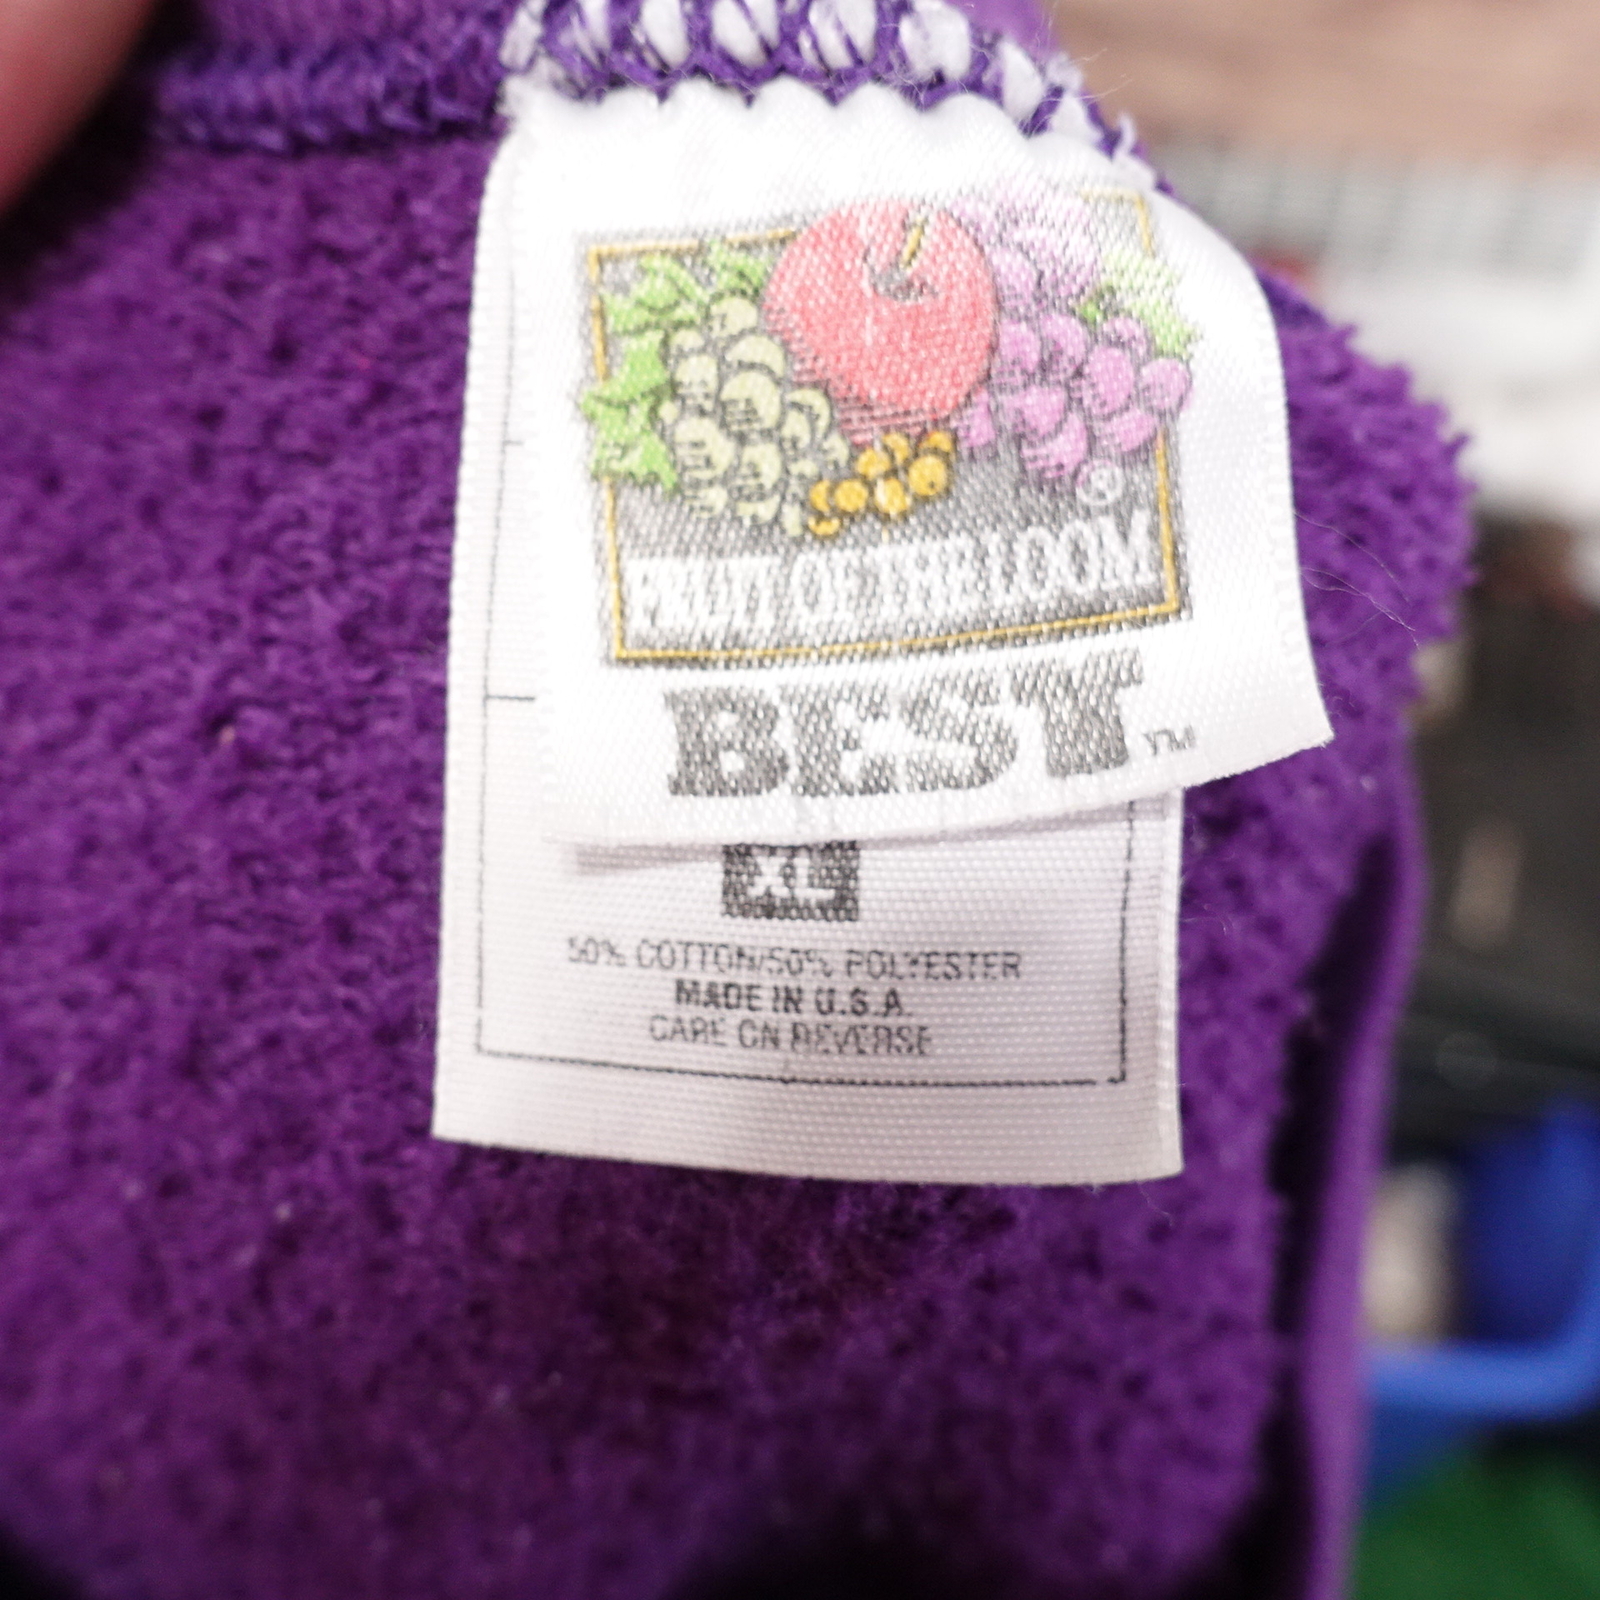 ®
FRUIT OF THE LOOM
BEST™
XL
50% COTTON/50% POLYESTER
MADE IN U.S.A.
CARE ON REVERSE